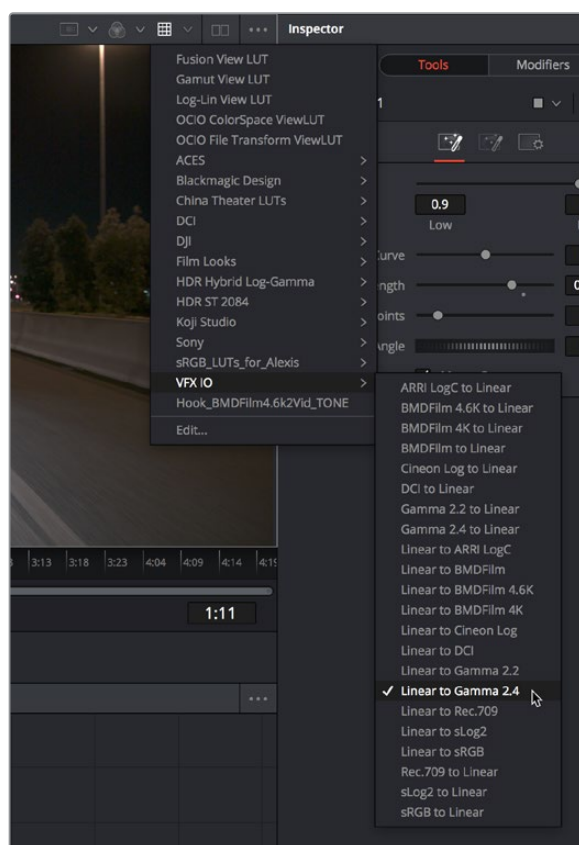 Inspector
Fusion View LUT
Gamut View LUT
Log-Lin View LUT
OCIO ColorSpace ViewLUT
OCIO File Transform ViewLUT
ACES
Blackmagic Design
China Theater LUTs
DCI
DJI
Film Looks
HDR Hybrid Log-Gamma
HDR ST 2084
Koji Studio
Sony
sRGB_LUTs_for_Alexis
VFX IO
Hook_BMDFilm4.6k2Vid_TONE
Edit...
Tools Modifiers
1
0.9
Low
Curve
ngth
oints
ngle
ARRI LogC to Linear
BMDFilm 4.6K to Linear
BMDFilm 4K to Linear
BMDFilm to Linear
Cineon Log to Linear
DCI to Linear
Gamma 2.2 to Linear
Gamma 2.4 to Linear
Linear to ARRI LogC
Linear to BMDFilm
Linear to BMDFilm 4.6K
Linear to BMDFilm 4K
Linear to Cineon Log
Linear to DCI
Linear to Gamma 2.2
Linear to Gamma 2.4
Linear to Rec.709
Linear to sLog2
Linear to sRGB
Rec.709 to Linear
sLog2 to Linear
sRGB to Linear
3:13 3:18 3:23 4:04 4:09 4:14 4:19
1:11